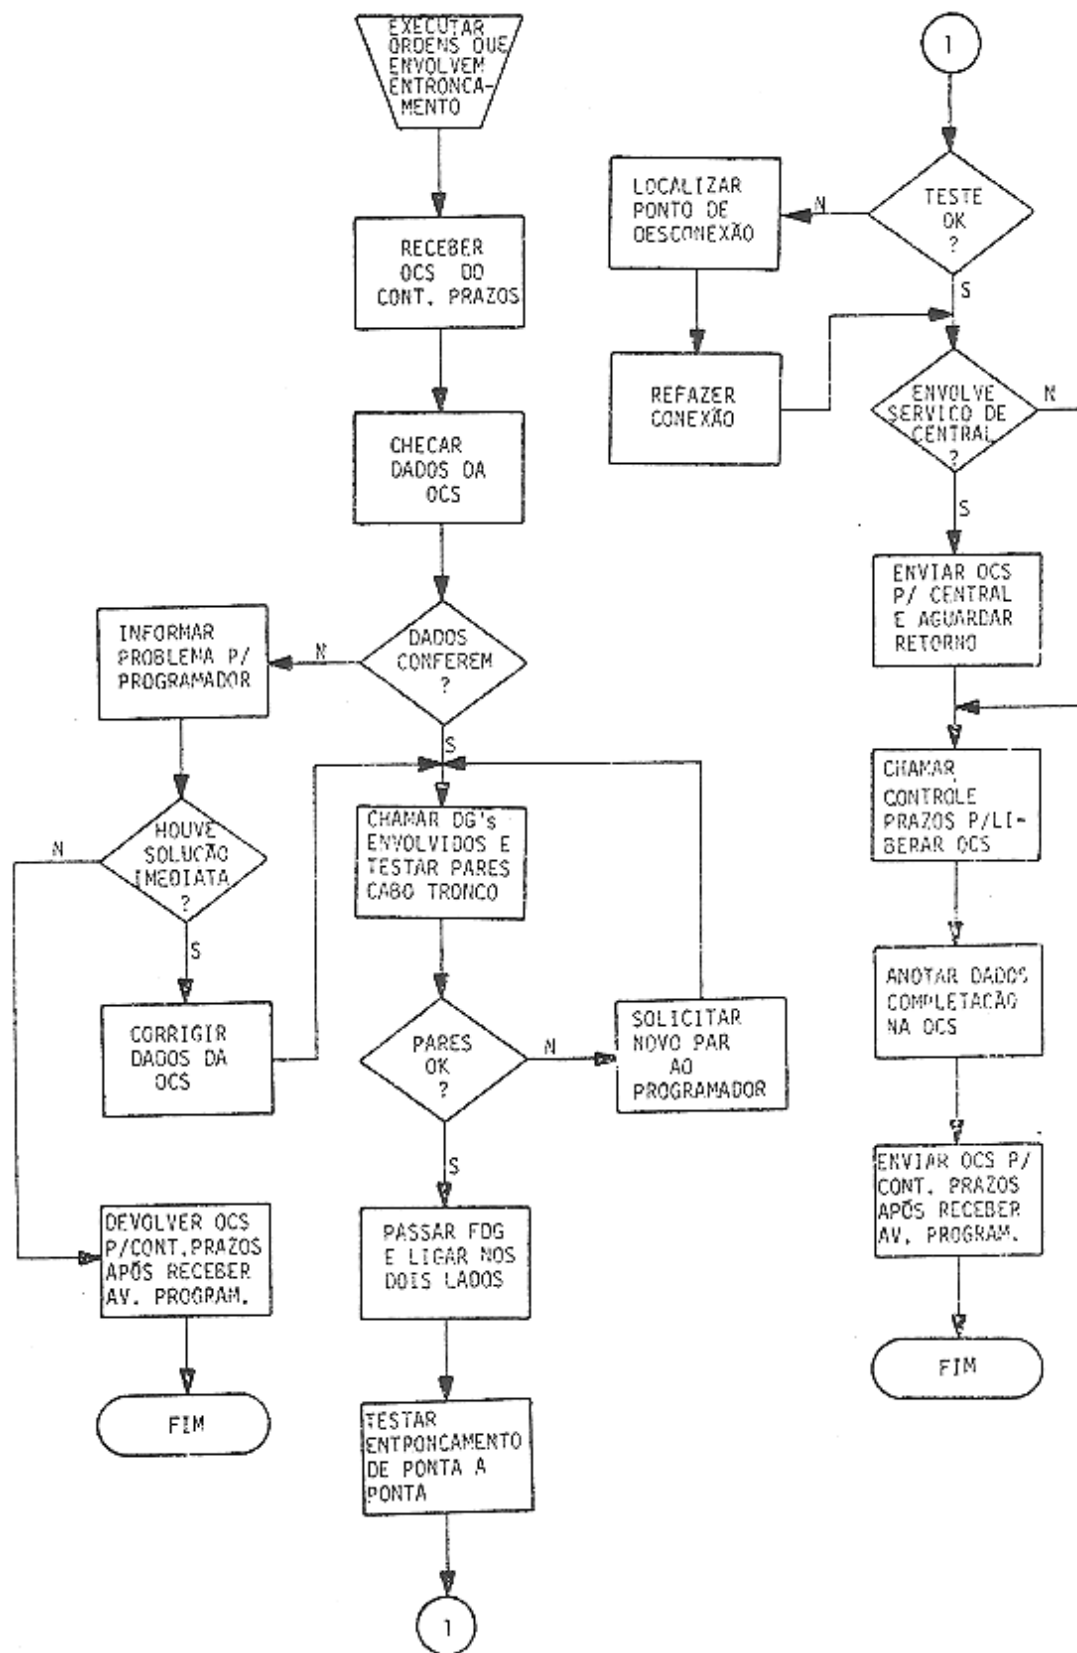 EXECUTAR
ORDENS QUE
ENVOLVEM
ENTRONCA-
MENTO
RECEBER
OCS DO
CONT. PRAZOS
CHECAR
DADOS DA
OCS
DADOS
CONFEREM
?
N
S
INFORMAR
PROBLEMA P/
PROGRAMADOR
HOUVE
SOLUCÃO
IMEDIATA
?
N
S
CORRIGIR
DADOS DA
OCS
DEVOLVER OCS
P/CONT.PRAZOS
APÓS RECEBER
AV. PROGRAM.
FIM
CHAMAR DG's
ENVOLVIDOS E
TESTAR PARES
CABO TRONCO
PARES
OK
?
N
S
SOLICITAR
NOVO PAR
AO
PROGRAMADOR
PASSAR FDG
E LIGAR NOS
DOIS LADOS
TESTAR
ENTPONCAMENTO
DE PONTA A
PONTA
1
1
TESTE
OK
?
N
S
LOCALIZAR
PONTO DE
DESCONEXÃO
REFAZER
CONEXÃO
ENVOLVE
SERVICO DE
CENTRAL
?
N
S
ENVIAR OCS
P/ CENTRAL
E AGUARDAR
RETORNO
CHAMAR
CONTROLE
PRAZOS P/LI-
BERAR OCS
ANOTAR DADOS
COMPLETACÃO
NA OCS
ENVIAR OCS P/
CONT. PRAZOS
APÓS RECEBER
AV. PROGRAM.
FIM